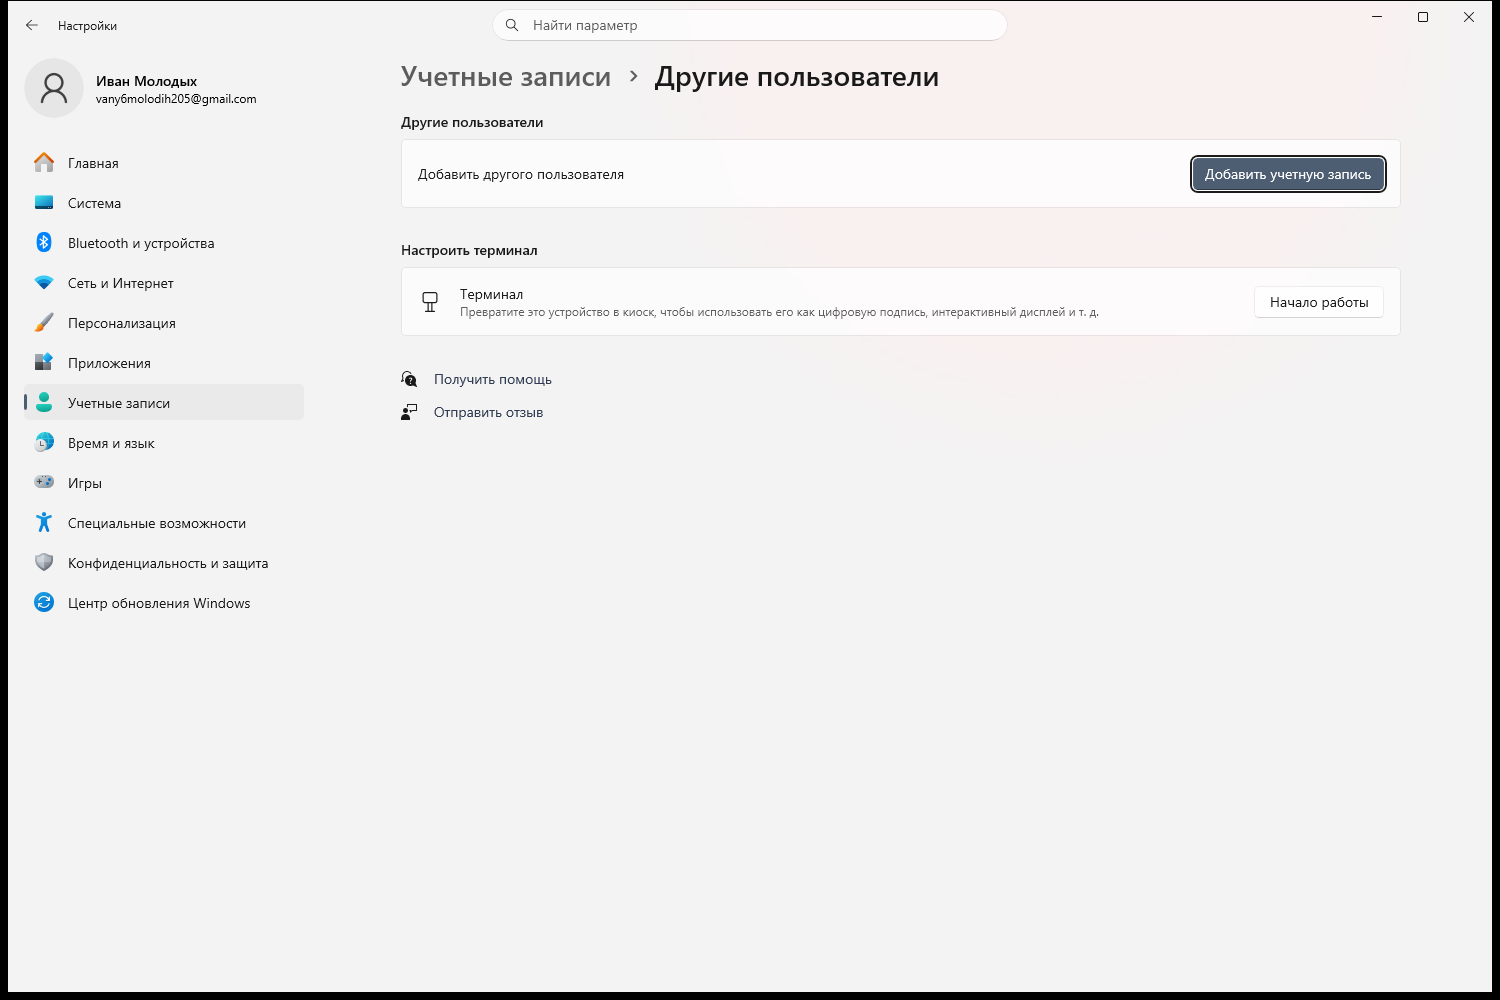 Настройки
Найти параметр
Иван Молодых
vany6molodih205@gmail.com
Главная
Система
Bluetooth и устройства
Сеть и Интернет
Персонализация
Приложения
Учетные записи
Время и язык
Игры
Специальные возможности
Конфиденциальность и защита
Центр обновления Windows
Учетные записи › Другие пользователи
Другие пользователи
Добавить другого пользователя
Добавить учетную запись
Настроить терминал
Терминал
Превратите это устройство в киоск, чтобы использовать его как цифровую подпись, интерактивный дисплей и т. д.
Начало работы
Получить помощь
Отправить отзыв